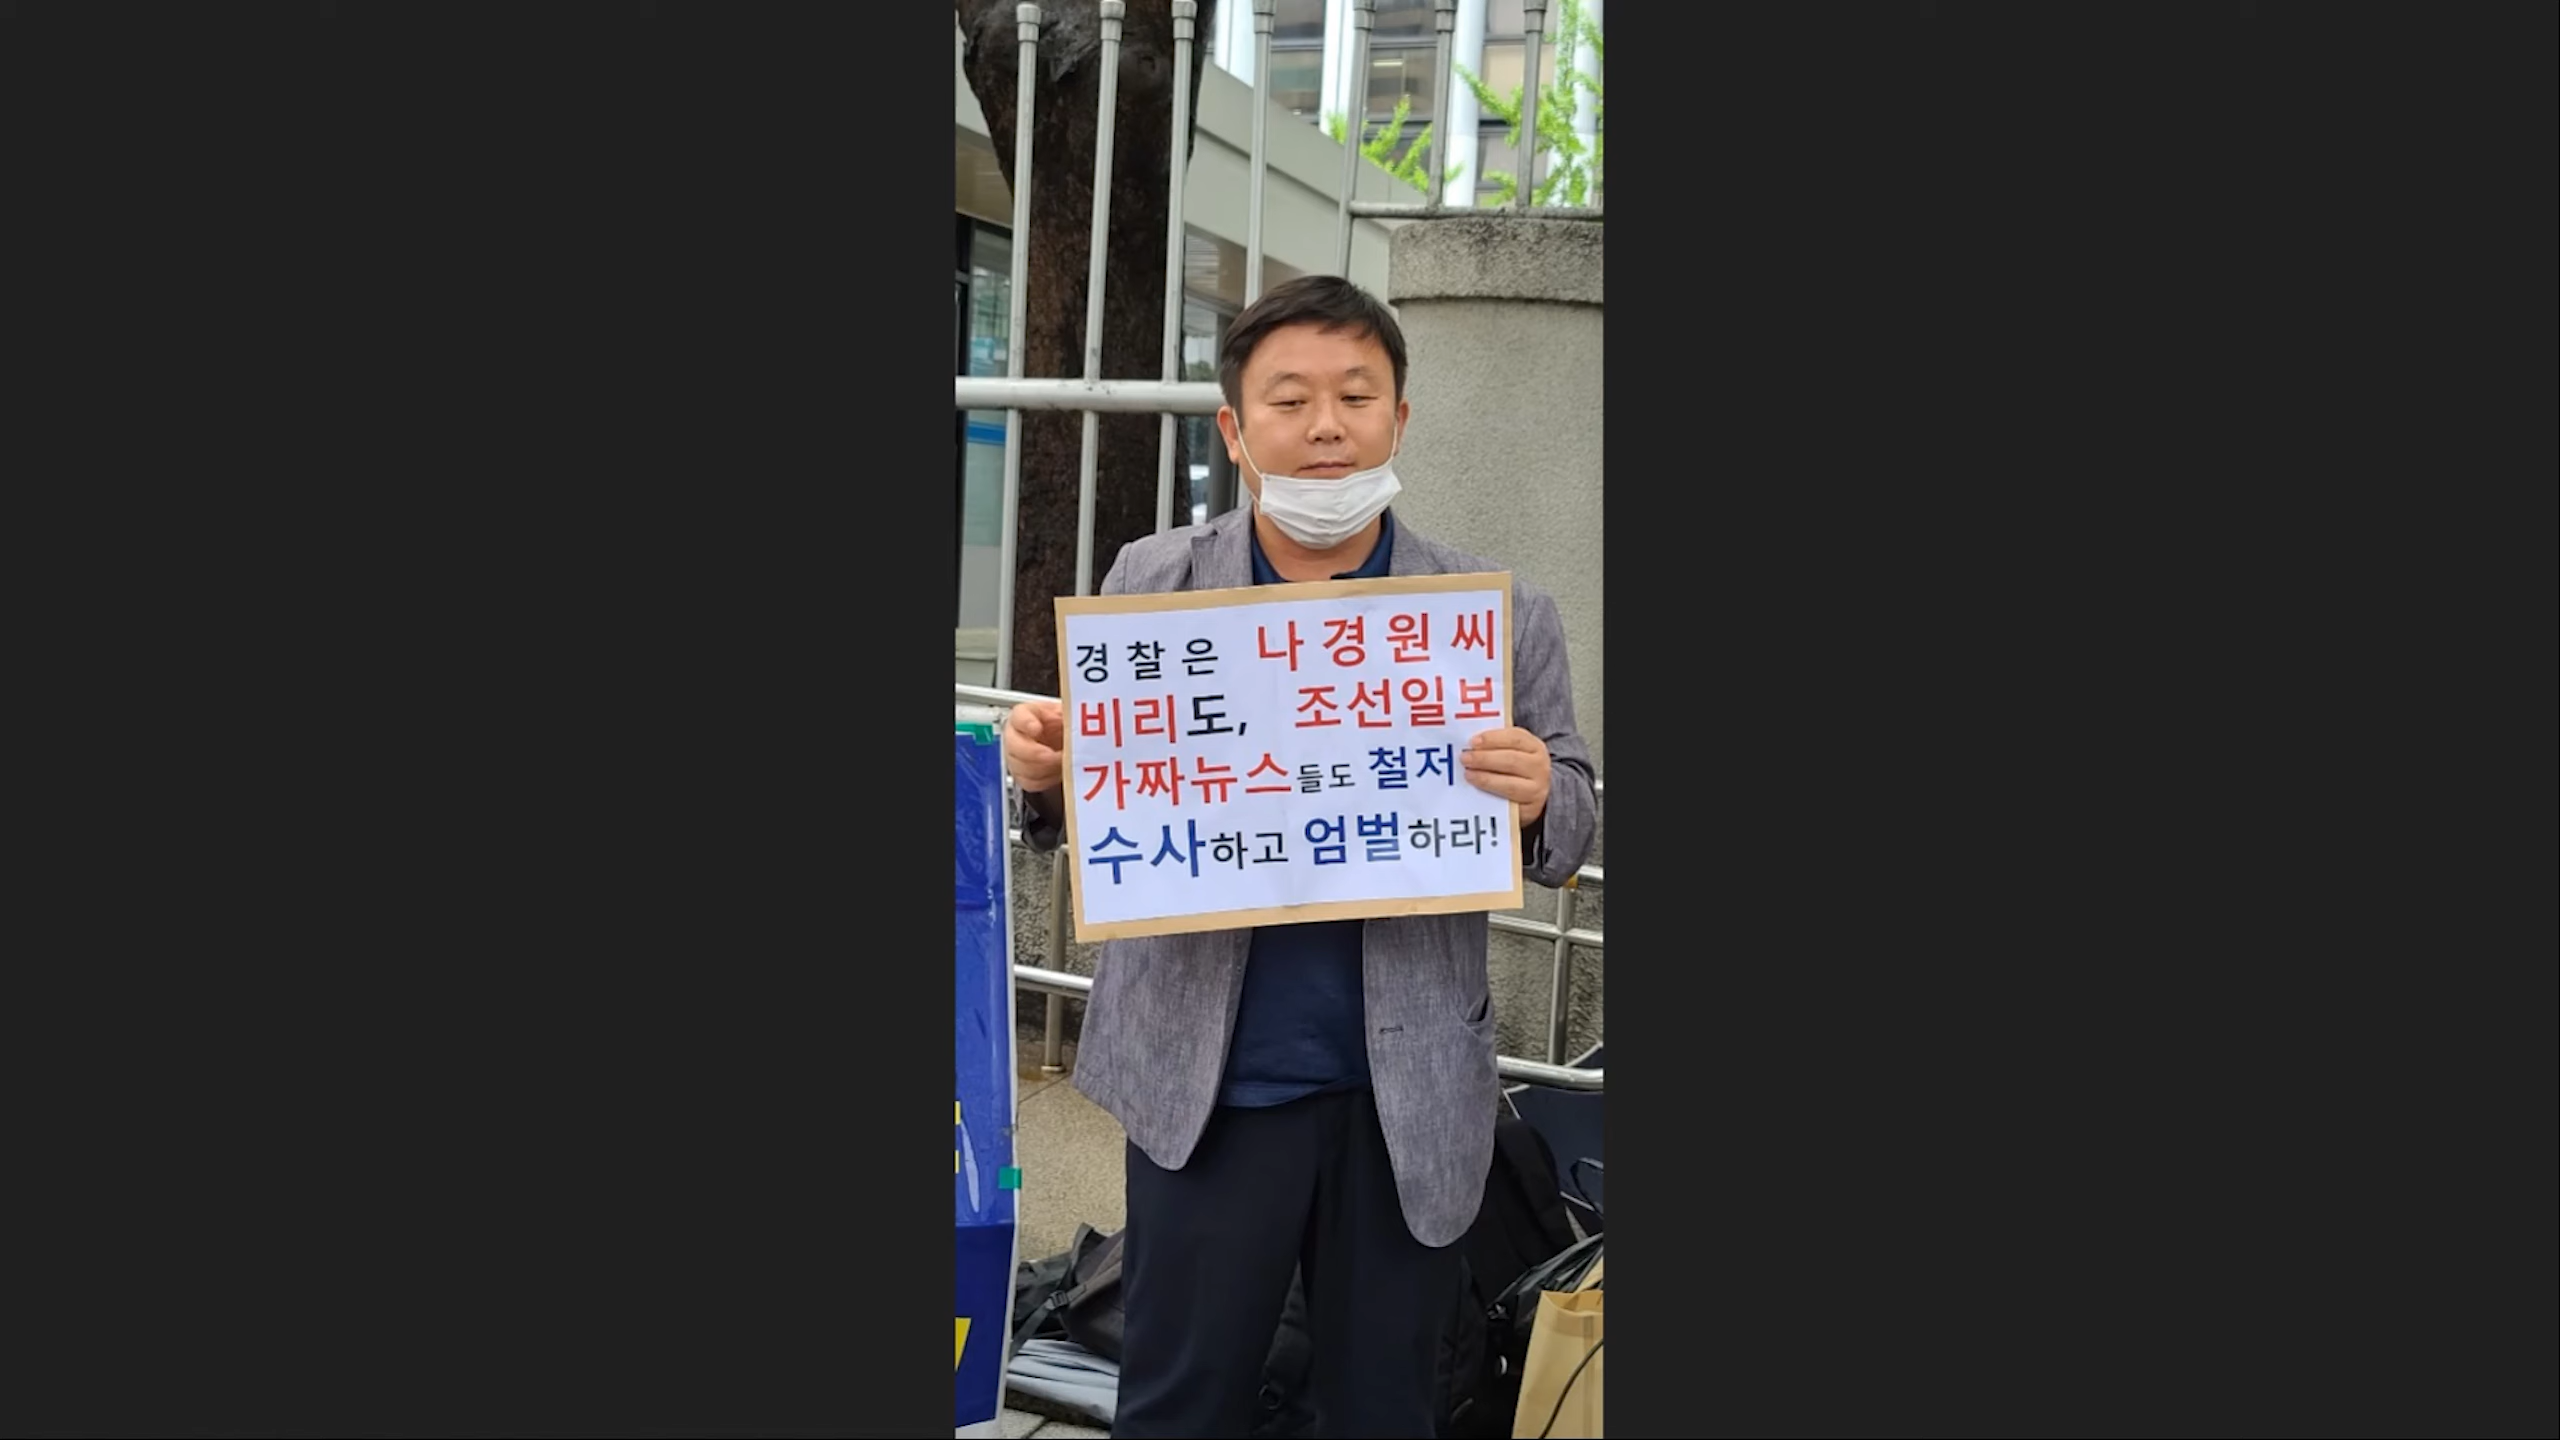 경찰은 나경원씨
비리도, 조선일보
가짜뉴스들도 철저
수사하고 엄벌하라!